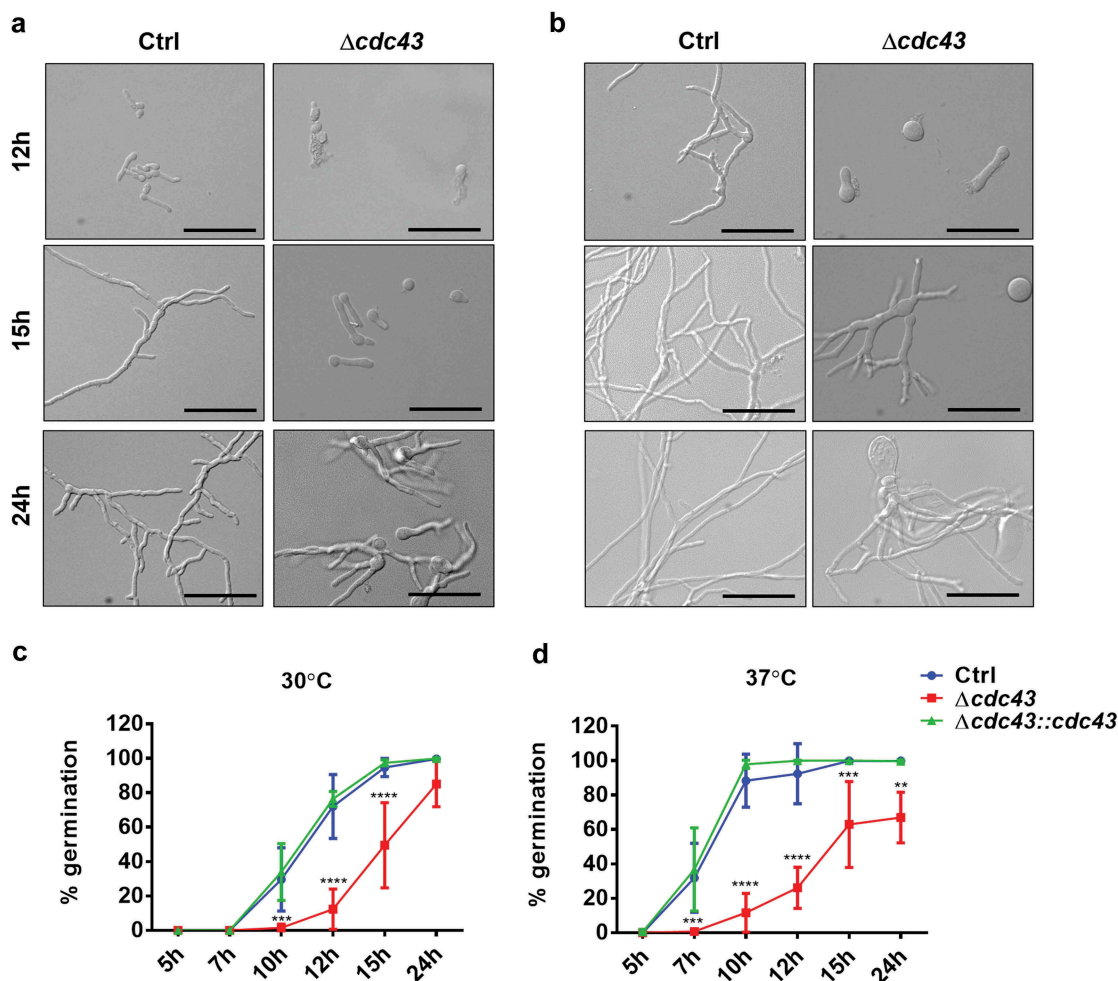 a
Ctrl
Δcdc43
12h
15h
24h
b
Ctrl
Δcdc43
c
30°C
% germination
120
100
80
60
40
20
0
***
****
****
5h
7h
10h
12h
15h
24h
d
37°C
Ctrl
Δcdc43
Δcdc43::cdc43
% germination
120
100
80
60
40
20
0
***
****
****
***
**
5h
7h
10h
12h
15h
24h